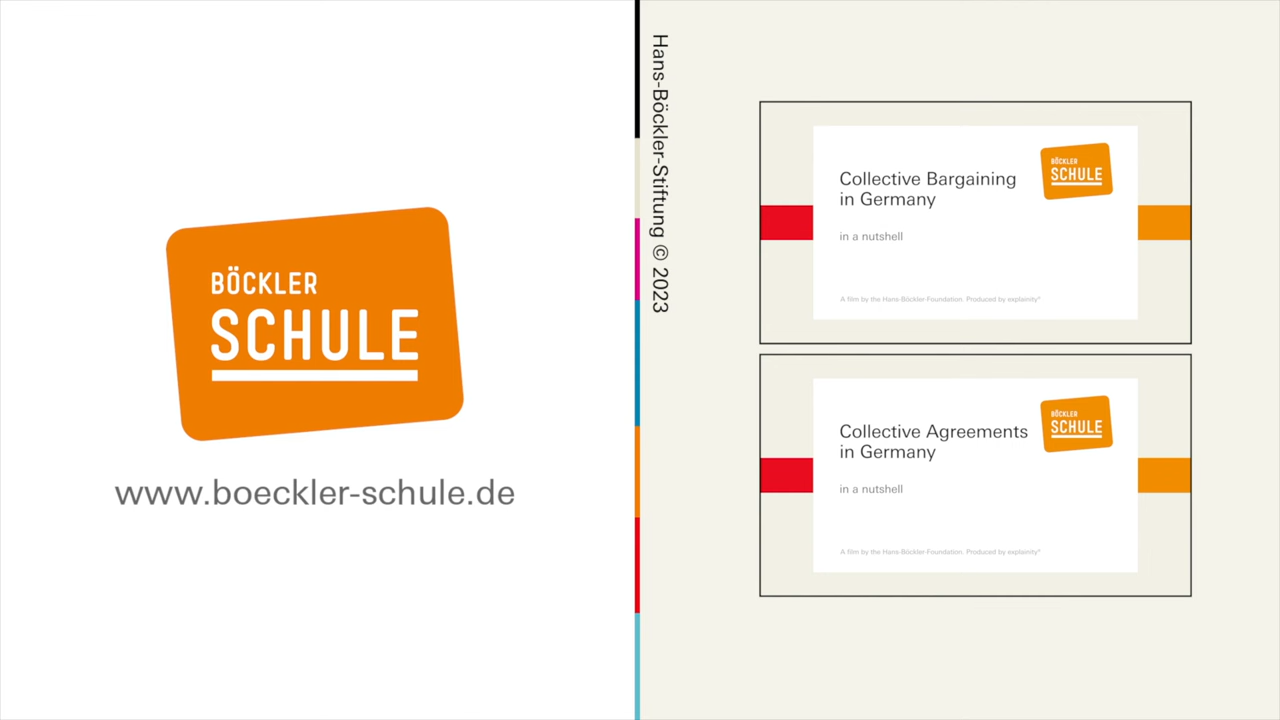 BÖCKLER
SCHULE
www.boeckler-schule.de
Hans-Böckler-Stiftung © 2023
Collective Bargaining
in Germany
in a nutshell
A film by the Hans-Böckler-Foundation. Produced by explainity®
BÖCKLER
SCHULE
Collective Agreements
in Germany
in a nutshell
A film by the Hans-Böckler-Foundation. Produced by explainity®
BÖCKLER
SCHULE